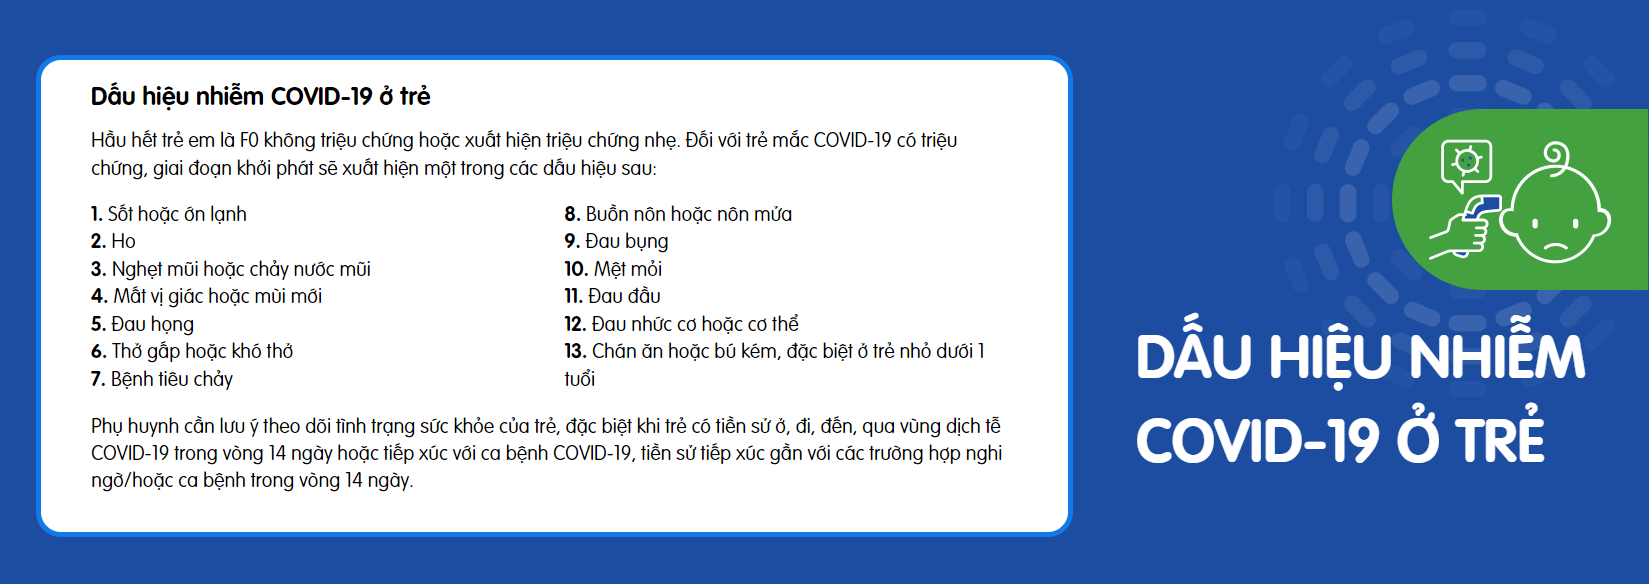 Dấu hiệu nhiễm COVID-19 ở trẻ
Hầu hết trẻ em là F0 không triệu chứng hoặc xuất hiện triệu chứng nhẹ. Đối với trẻ mắc COVID-19 có triệu
chứng, giai đoạn khởi phát sẽ xuất hiện một trong các dấu hiệu sau:
1. Sốt hoặc ớn lạnh
2. Ho
3. Nghẹt mũi hoặc chảy nước mũi
4. Mất vị giác hoặc mùi mới
5. Đau họng
6. Thở gấp hoặc khó thở
7. Bệnh tiêu chảy
8. Buồn nôn hoặc nôn mửa
9. Đau bụng
10. Mệt mỏi
11. Đau đầu
12. Đau nhức cơ hoặc cơ thể
13. Chán ăn hoặc bú kém, đặc biệt ở trẻ nhỏ dưới 1
tuổi
Phụ huynh cần lưu ý theo dõi tình trạng sức khỏe của trẻ, đặc biệt khi trẻ có tiền sử ở, đi, đến, qua vùng dịch tễ
COVID-19 trong vòng 14 ngày hoặc tiếp xúc với ca bệnh COVID-19, tiền sử tiếp xúc gần với các trường hợp nghi
ngờ/hoặc ca bệnh trong vòng 14 ngày.
DẤU HIỆU NHIỄM
COVID-19 Ở TRẺ